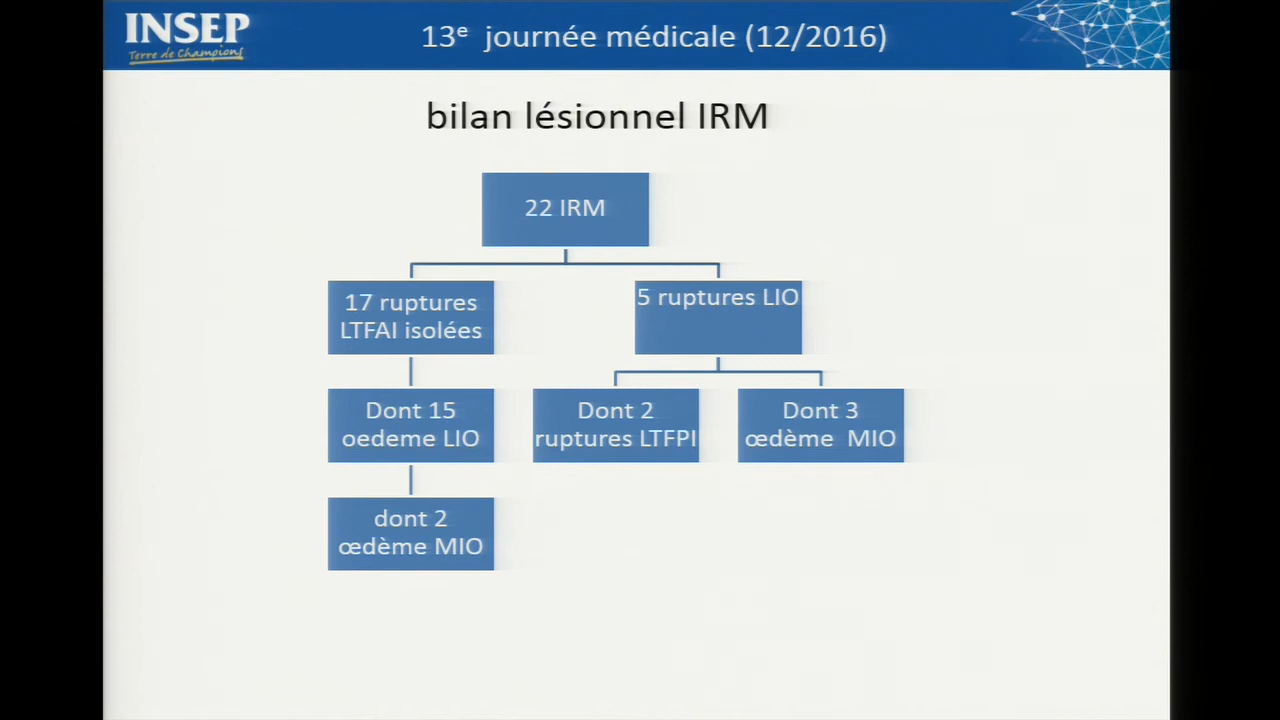 INSEP
Terre de Champions
13e journée médicale (12/2016)
bilan lésionnel IRM
22 IRM
17 ruptures
LTFAI isolées
5 ruptures LIO
Dont 15
oedeme LIO
Dont 2
ruptures LTFPI
Dont 3
œdème MIO
dont 2
œdème MIO